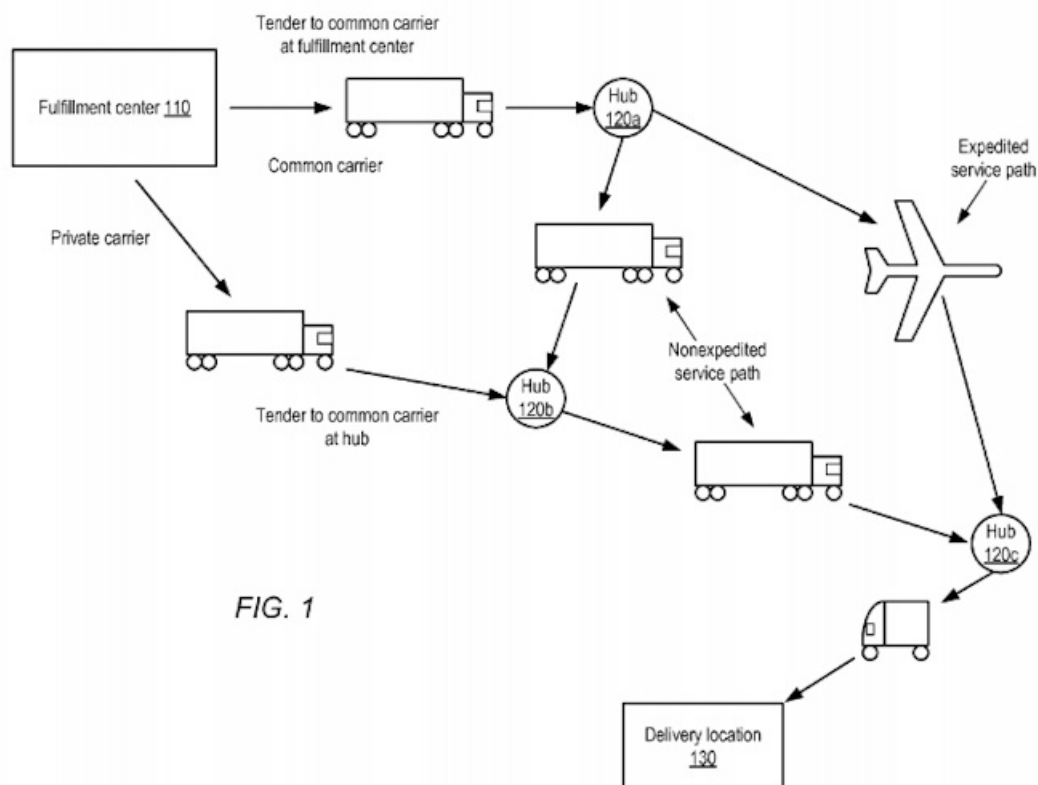 Tender to common carrier
at fulfillment center
Fulfillment center 110
Hub
120a
Common carrier
Expedited
service path
Private carrier
Nonexpedited
service path
Hub
120b
Tender to common carrier
at hub
Hub
120c
FIG. 1
Delivery location
130